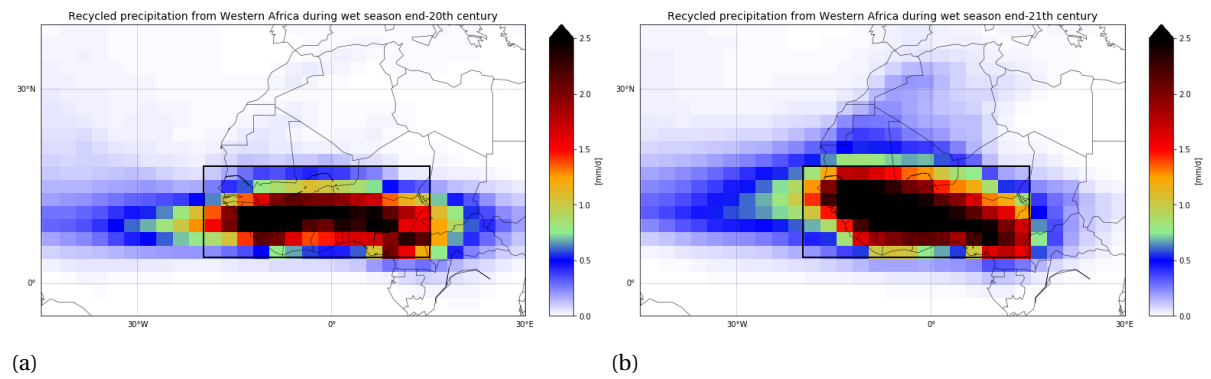 Recycled precipitation from Western Africa during wet season end-20th century
30°N
0°
30°W
0°
30°E
2.5
2.0
1.5
1.0
0.5
0.0
[mm/d]
(a)
Recycled precipitation from Western Africa during wet season end-21th century
30°N
0°
30°W
0°
30°E
2.5
2.0
1.5
1.0
0.5
0.0
[mm/d]
(b)